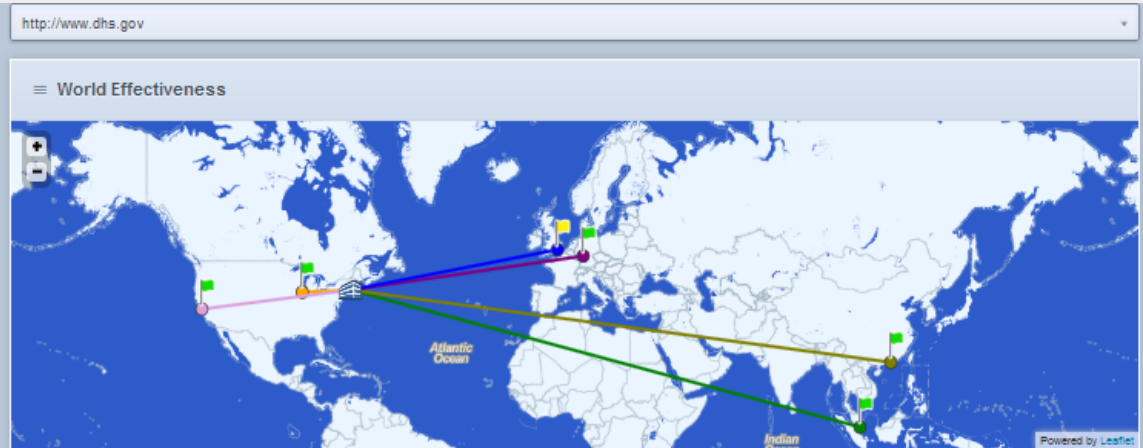 http://www.dhs.gov
World Effectiveness
+
-
Atlantic
Ocean
Indian
Powered by Leaflet